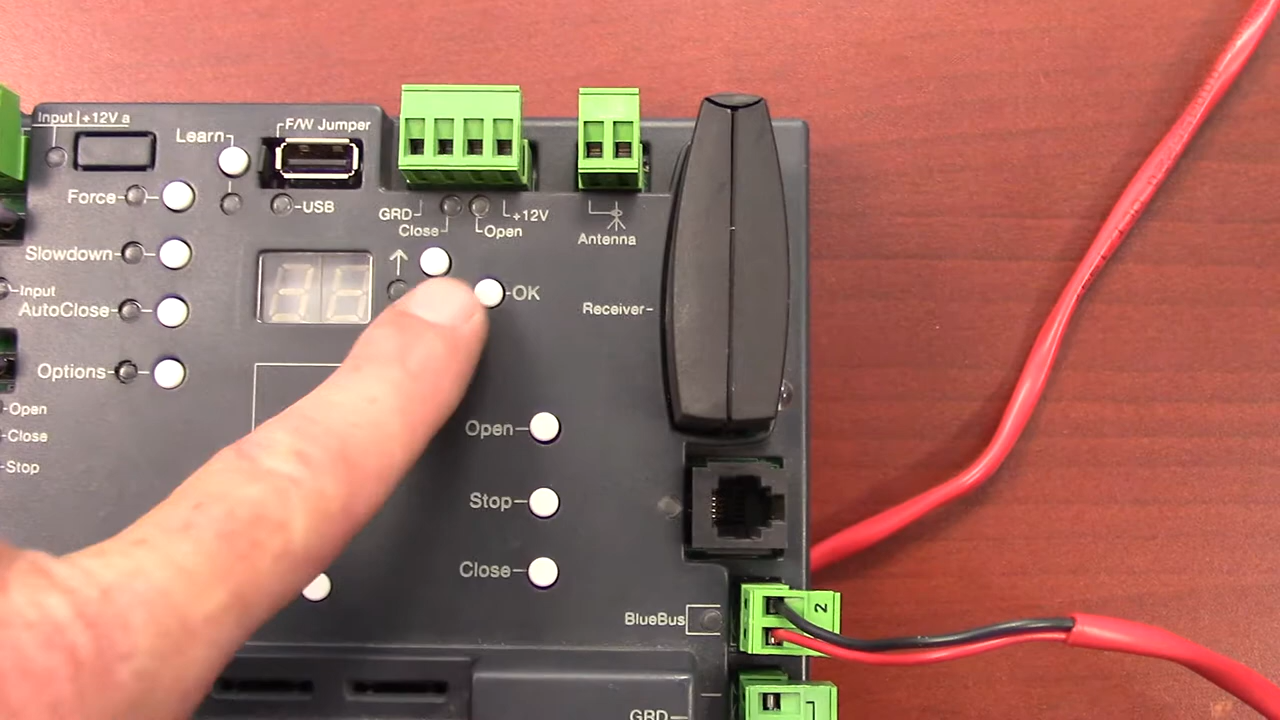 Input | +12V a
Learn
F/W Jumper
Force
USB
GRD
Close
Open
+12V
Antenna
Slowdown
Input
AutoClose
OK
Receiver
Options
Open
Close
Stop
Open
Stop
Close
BlueBus
2
GRD